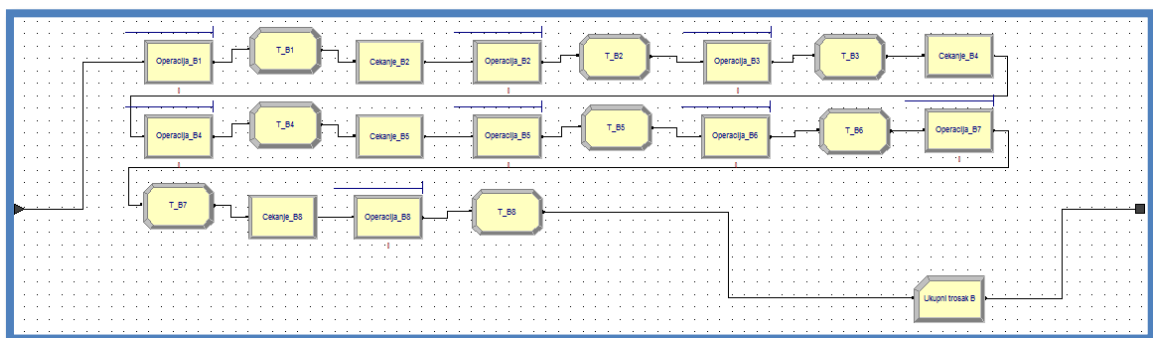 Operacija_B1
T_B1
Cekanje_B2
Operacija_B2
T_B2
Operacija_B3
T_B3
Cekanje_B4
Operacija_B4
T_B4
Cekanje_B5
Operacija_B5
T_B5
Operacija_B6
T_B6
Operacija_B7
T_B7
Cekanje_B8
Operacija_B8
T_B8
Ukupni trosak B